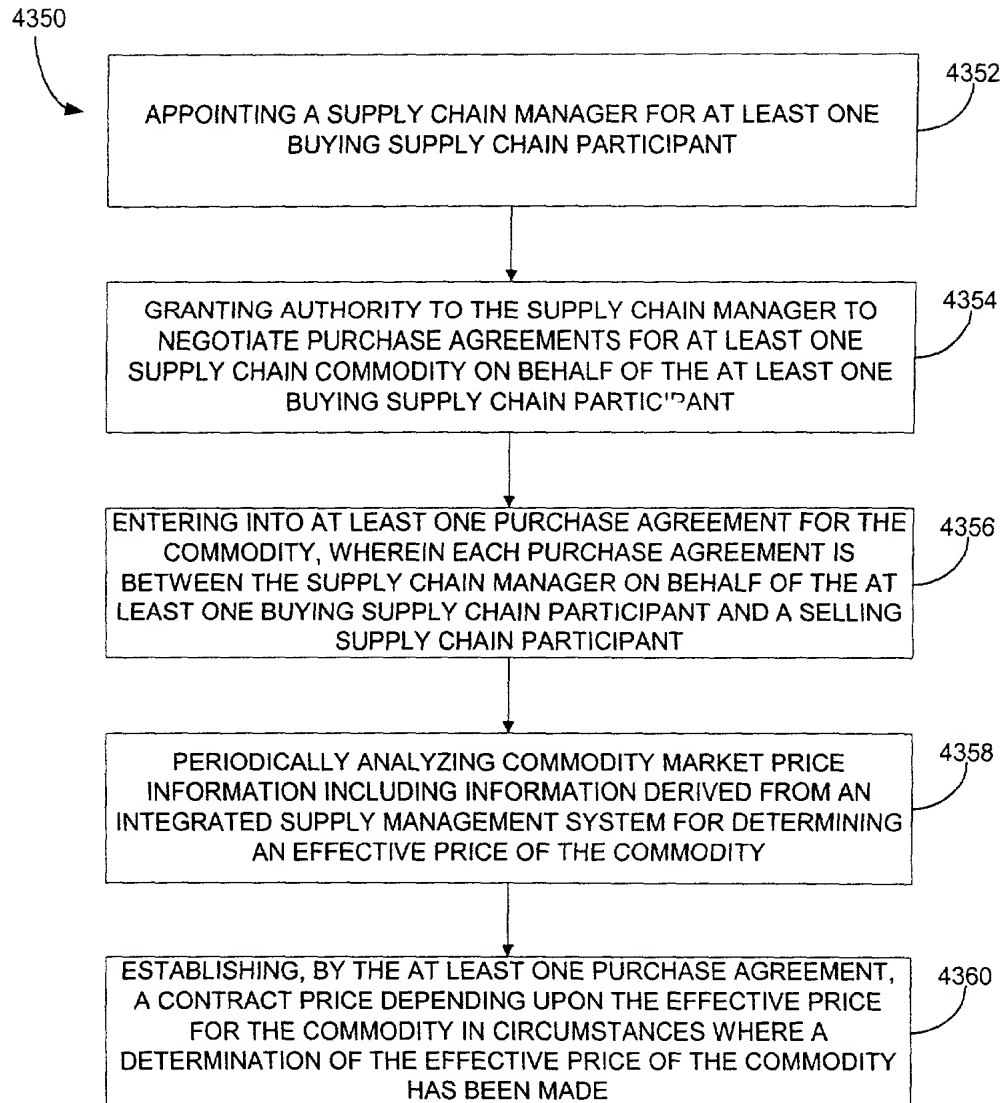 4350
4352
APPOINTING A SUPPLY CHAIN MANAGER FOR AT LEAST ONE
BUYING SUPPLY CHAIN PARTICIPANT
4354
GRANTING AUTHORITY TO THE SUPPLY CHAIN MANAGER TO
NEGOTIATE PURCHASE AGREEMENTS FOR AT LEAST ONE
SUPPLY CHAIN COMMODITY ON BEHALF OF THE AT LEAST ONE
BUYING SUPPLY CHAIN PARTICIPANT
4356
ENTERING INTO AT LEAST ONE PURCHASE AGREEMENT FOR THE
COMMODITY, WHEREIN EACH PURCHASE AGREEMENT IS
BETWEEN THE SUPPLY CHAIN MANAGER ON BEHALF OF THE AT
LEAST ONE BUYING SUPPLY CHAIN PARTICIPANT AND A SELLING
SUPPLY CHAIN PARTICIPANT
4358
PERIODICALLY ANALYZING COMMODITY MARKET PRICE
INFORMATION INCLUDING INFORMATION DERIVED FROM AN
INTEGRATED SUPPLY MANAGEMENT SYSTEM FOR DETERMINING
AN EFFECTIVE PRICE OF THE COMMODITY
4360
ESTABLISHING, BY THE AT LEAST ONE PURCHASE AGREEMENT,
A CONTRACT PRICE DEPENDING UPON THE EFFECTIVE PRICE
FOR THE COMMODITY IN CIRCUMSTANCES WHERE A
DETERMINATION OF THE EFFECTIVE PRICE OF THE COMMODITY
HAS BEEN MADE